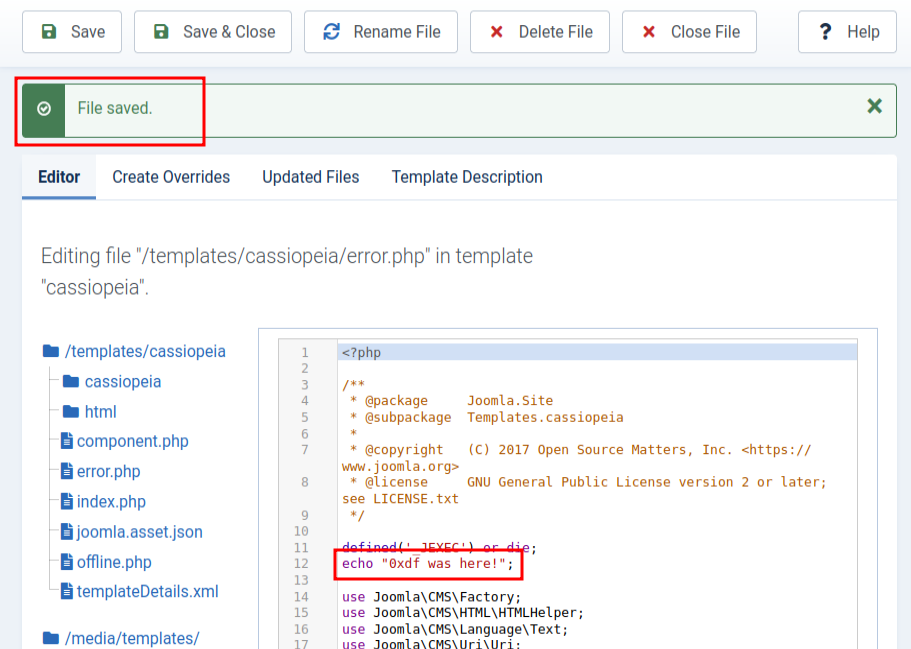 Save Save & Close Rename File Delete File Close File ? Help
File saved.
Editor Create Overrides Updated Files Template Description
Editing file "/templates/cassiopeia/error.php" in template
"cassiopeia".
/templates/cassiopeia
cassiopeia
html
component.php
error.php
index.php
joomla.asset.json
offline.php
templateDetails.xml
/media/templates/
1 <?php
2
3 /**
4 * @package Joomla.Site
5 * @subpackage Templates.cassiopeia
6 *
7 * @copyright (C) 2017 Open Source Matters, Inc. <https://
www.joomla.org>
8 * @license GNU General Public License version 2 or later;
see LICENSE.txt
9 */
10
11 defined('_JEXEC') or die;
12 echo "0xdf was here!";
13
14 use Joomla\CMS\Factory;
15 use Joomla\CMS\HTML\HTMLHelper;
16 use Joomla\CMS\Language\Text;
17 use Joomla\CMS\Uri\Uri;